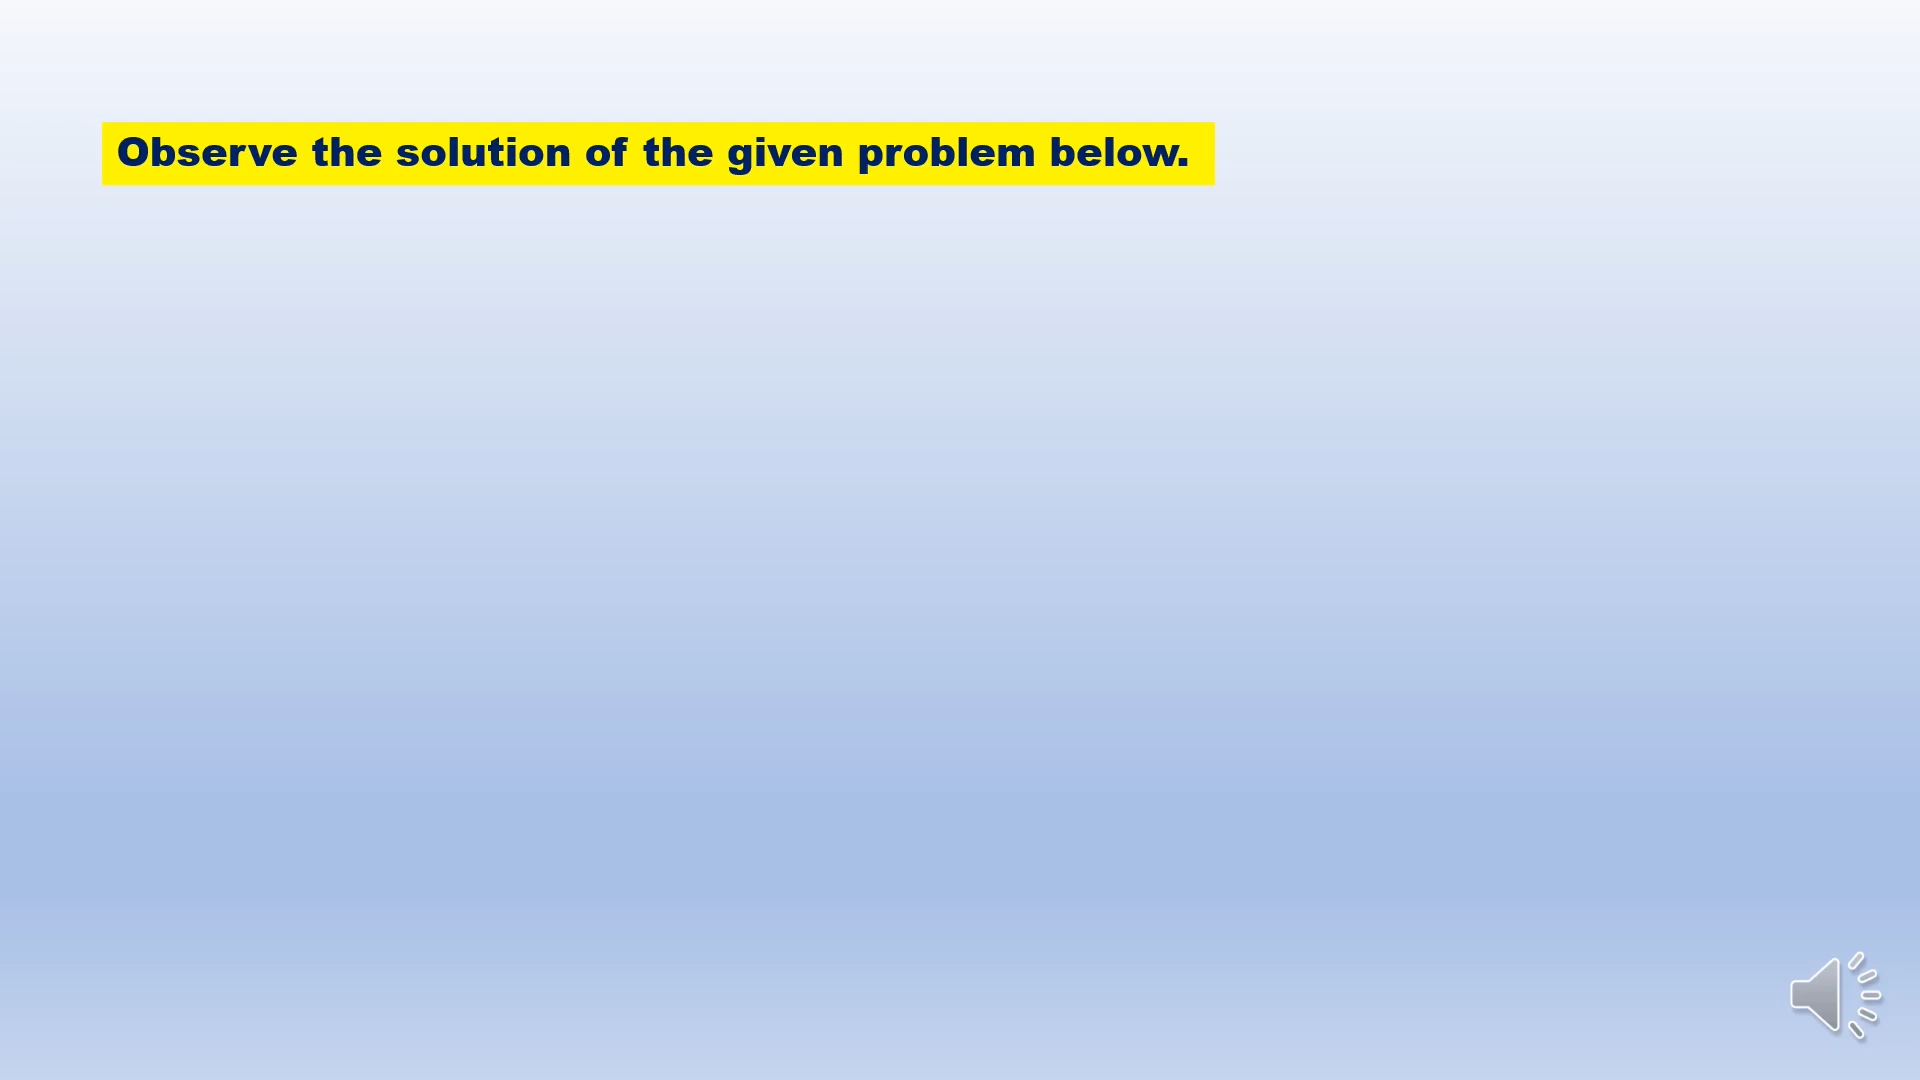 Observe the solution of the given problem below.